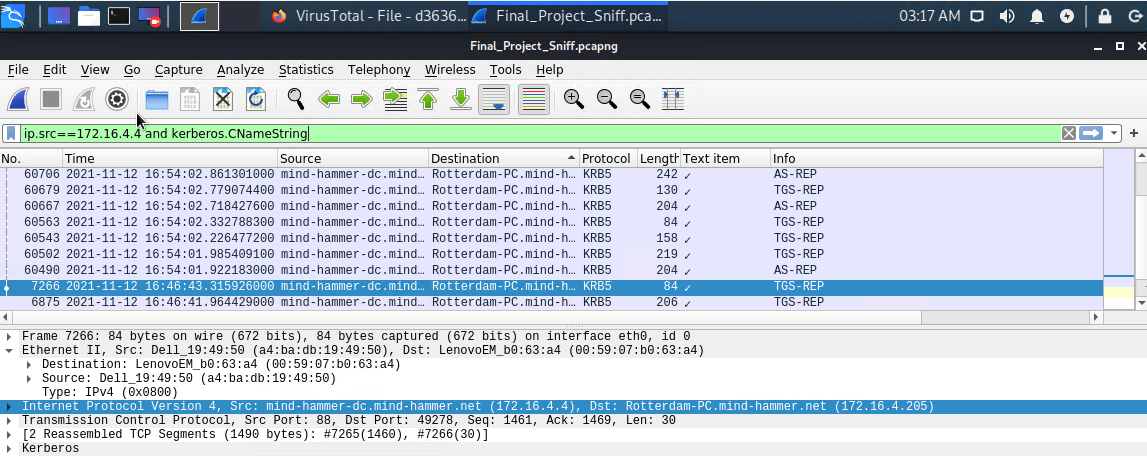 VirusTotal - File - d3636...
Final_Project_Sniff.pca...
03:17 AM
Final_Project_Sniff.pcapng
File Edit View Go Capture Analyze Statistics Telephony Wireless Tools Help
ip.src==172.16.4.4 and kerberos.CNameString
No. Time Source Destination Protocol Length Text item Info
60706 2021-11-12 16:54:02.861301000 mind-hammer-dc.mind… Rotterdam-PC.mind-h… KRB5 242 ✓ AS-REP
60679 2021-11-12 16:54:02.779074400 mind-hammer-dc.mind… Rotterdam-PC.mind-h… KRB5 130 ✓ TGS-REP
60667 2021-11-12 16:54:02.718427600 mind-hammer-dc.mind… Rotterdam-PC.mind-h… KRB5 204 ✓ AS-REP
60563 2021-11-12 16:54:02.332788300 mind-hammer-dc.mind… Rotterdam-PC.mind-h… KRB5 84 ✓ TGS-REP
60543 2021-11-12 16:54:02.226477200 mind-hammer-dc.mind… Rotterdam-PC.mind-h… KRB5 158 ✓ TGS-REP
60502 2021-11-12 16:54:01.985409100 mind-hammer-dc.mind… Rotterdam-PC.mind-h… KRB5 219 ✓ TGS-REP
60490 2021-11-12 16:54:01.922183000 mind-hammer-dc.mind… Rotterdam-PC.mind-h… KRB5 204 ✓ AS-REP
7266 2021-11-12 16:46:43.315926000 mind-hammer-dc.mind… Rotterdam-PC.mind-h… KRB5 84 ✓ TGS-REP
6875 2021-11-12 16:46:41.964429000 mind-hammer-dc.mind… Rotterdam-PC.mind-h… KRB5 206 ✓ TGS-REP
Frame 7266: 84 bytes on wire (672 bits), 84 bytes captured (672 bits) on interface eth0, id 0
Ethernet II, Src: Dell_19:49:50 (a4:ba:db:19:49:50), Dst: LenovoEM_b0:63:a4 (00:59:07:b0:63:a4)
Destination: LenovoEM_b0:63:a4 (00:59:07:b0:63:a4)
Source: Dell_19:49:50 (a4:ba:db:19:49:50)
Type: IPv4 (0x0800)
Internet Protocol Version 4, Src: mind-hammer-dc.mind-hammer.net (172.16.4.4), Dst: Rotterdam-PC.mind-hammer.net (172.16.4.205)
Transmission Control Protocol, Src Port: 88, Dst Port: 49278, Seq: 1461, Ack: 1469, Len: 30
[2 Reassembled TCP Segments (1490 bytes): #7265(1460), #7266(30)]
Kerberos